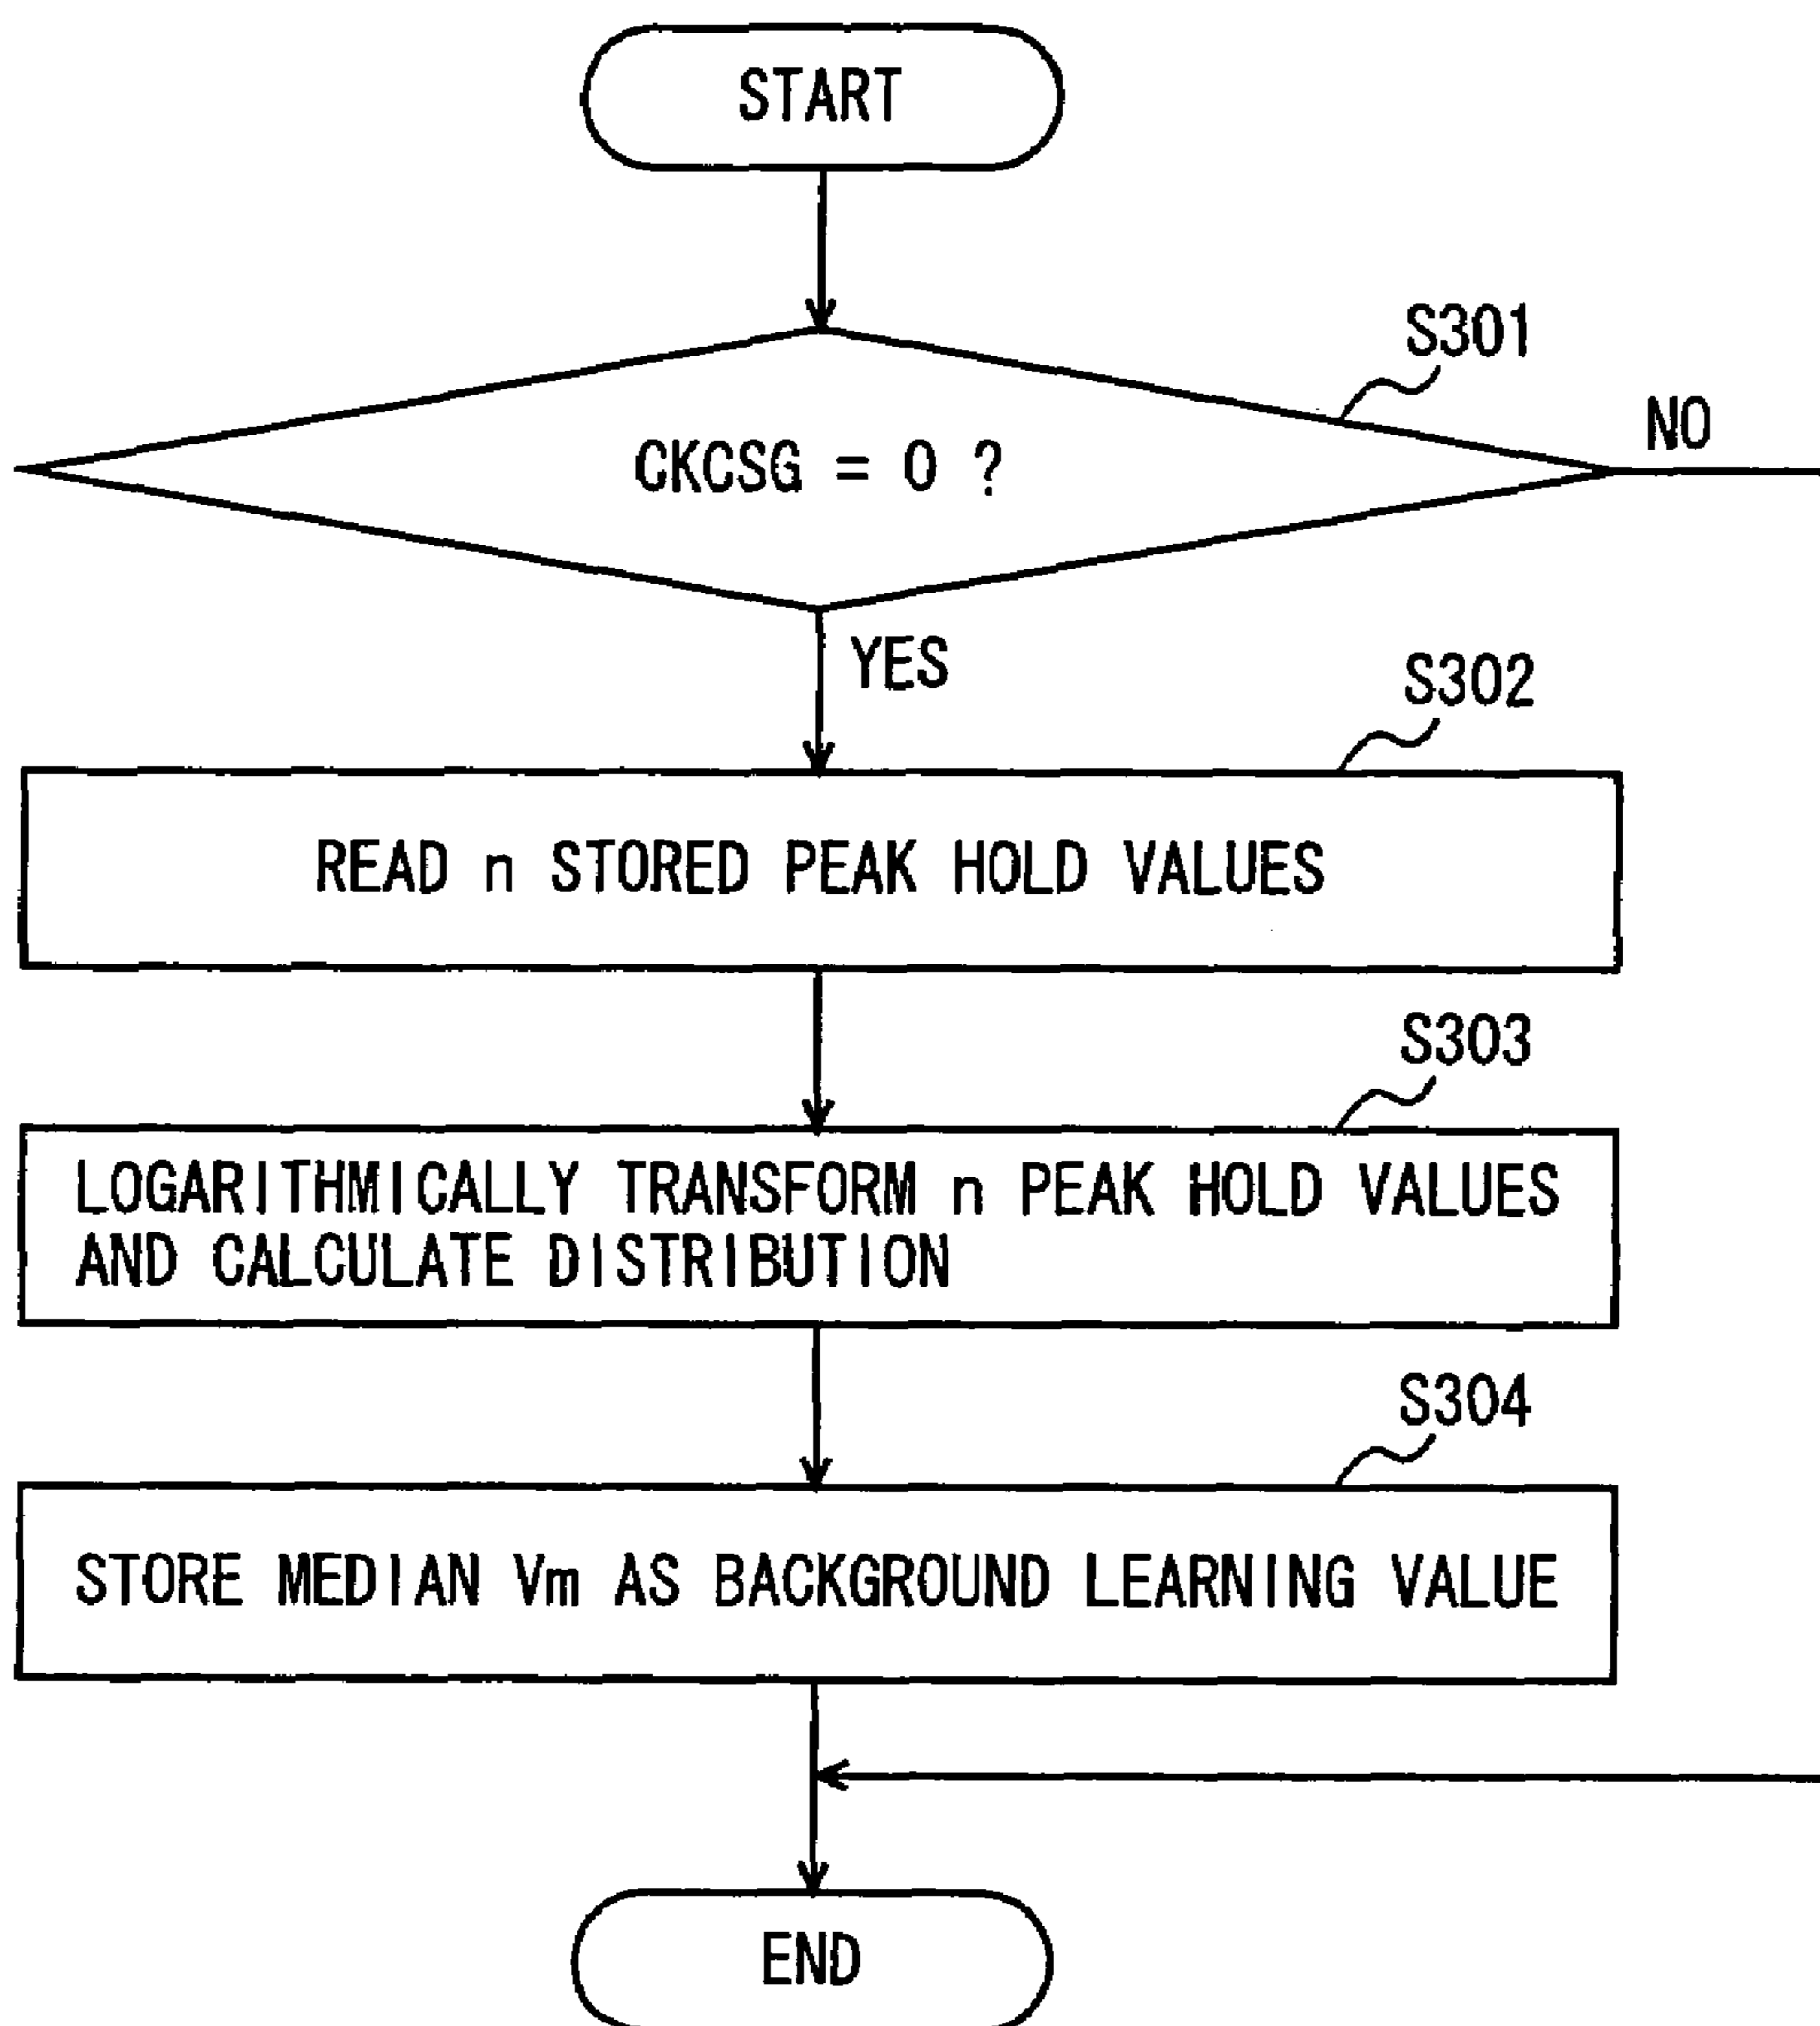 START
S301
CKCSG = 0 ?
NO
YES
S302
READ n STORED PEAK HOLD VALUES
S303
LOGARITHMICALLY TRANSFORM n PEAK HOLD VALUES
AND CALCULATE DISTRIBUTION
S304
STORE MEDIAN Vm AS BACKGROUND LEARNING VALUE
END